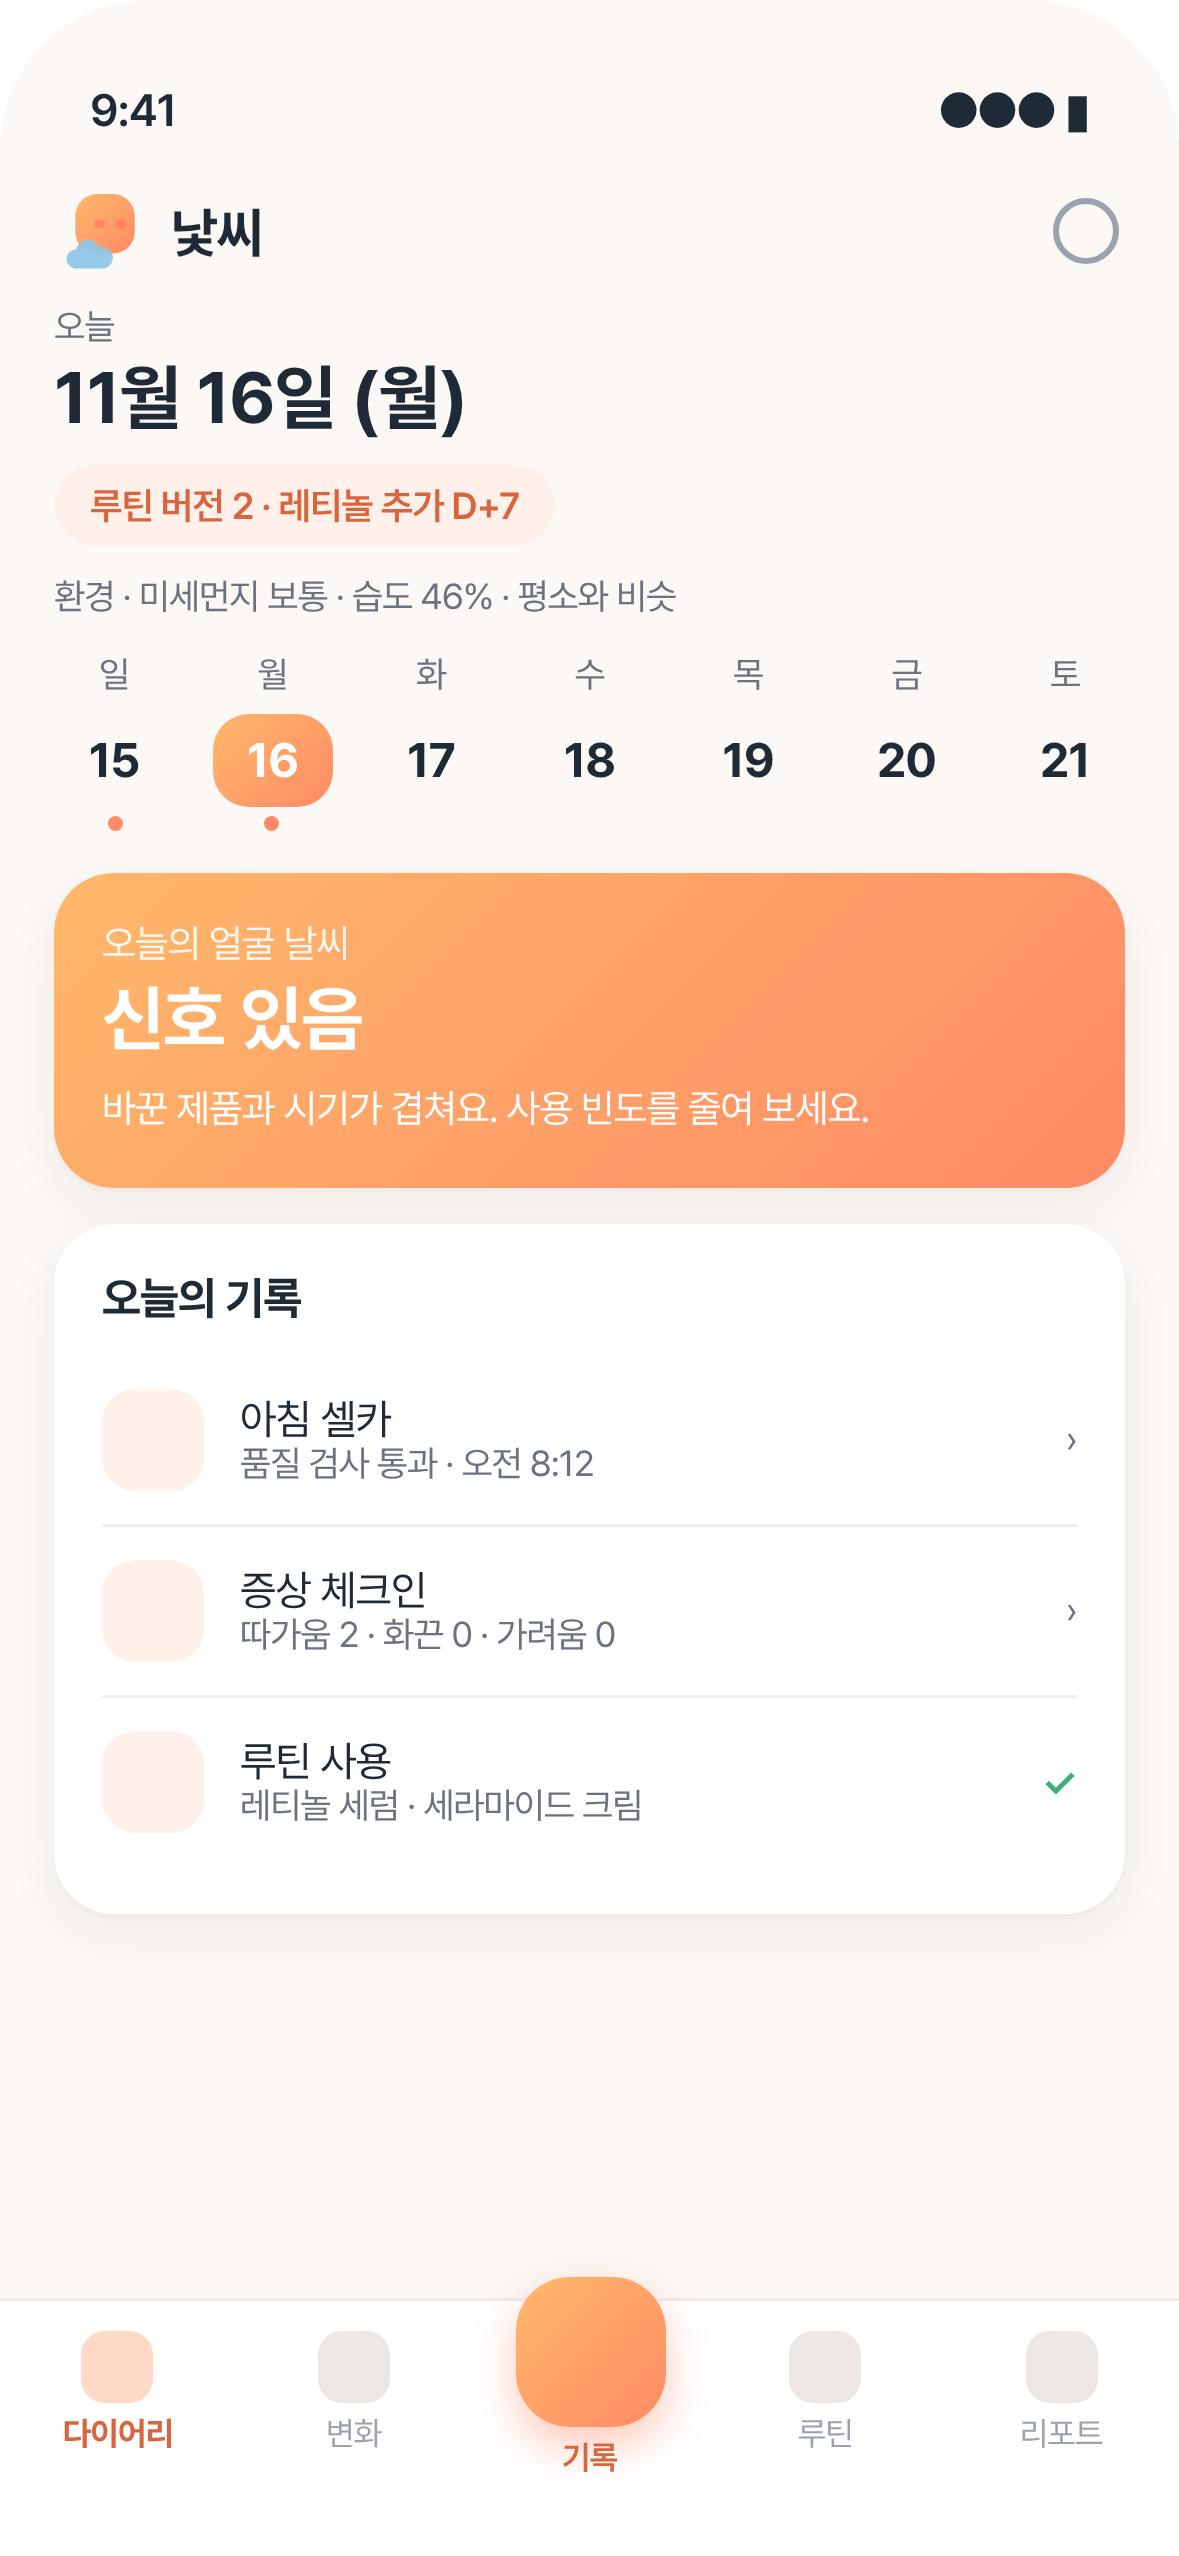 9:41
낯씨
오늘
11월 16일 (월)
루틴 버전 2 · 레티놀 추가 D+7
환경 · 미세먼지 보통 · 습도 46% · 평소와 비슷
일 월 화 수 목 금 토
15 16 17 18 19 20 21
오늘의 얼굴 날씨
신호 있음
바꾼 제품과 시기가 겹쳐요. 사용 빈도를 줄여 보세요.
오늘의 기록
아침 셀카
품질 검사 통과 · 오전 8:12
증상 체크인
따가움 2 · 화끈 0 · 가려움 0
루틴 사용
레티놀 세럼 · 세라마이드 크림
다이어리 변화 기록 루틴 리포트